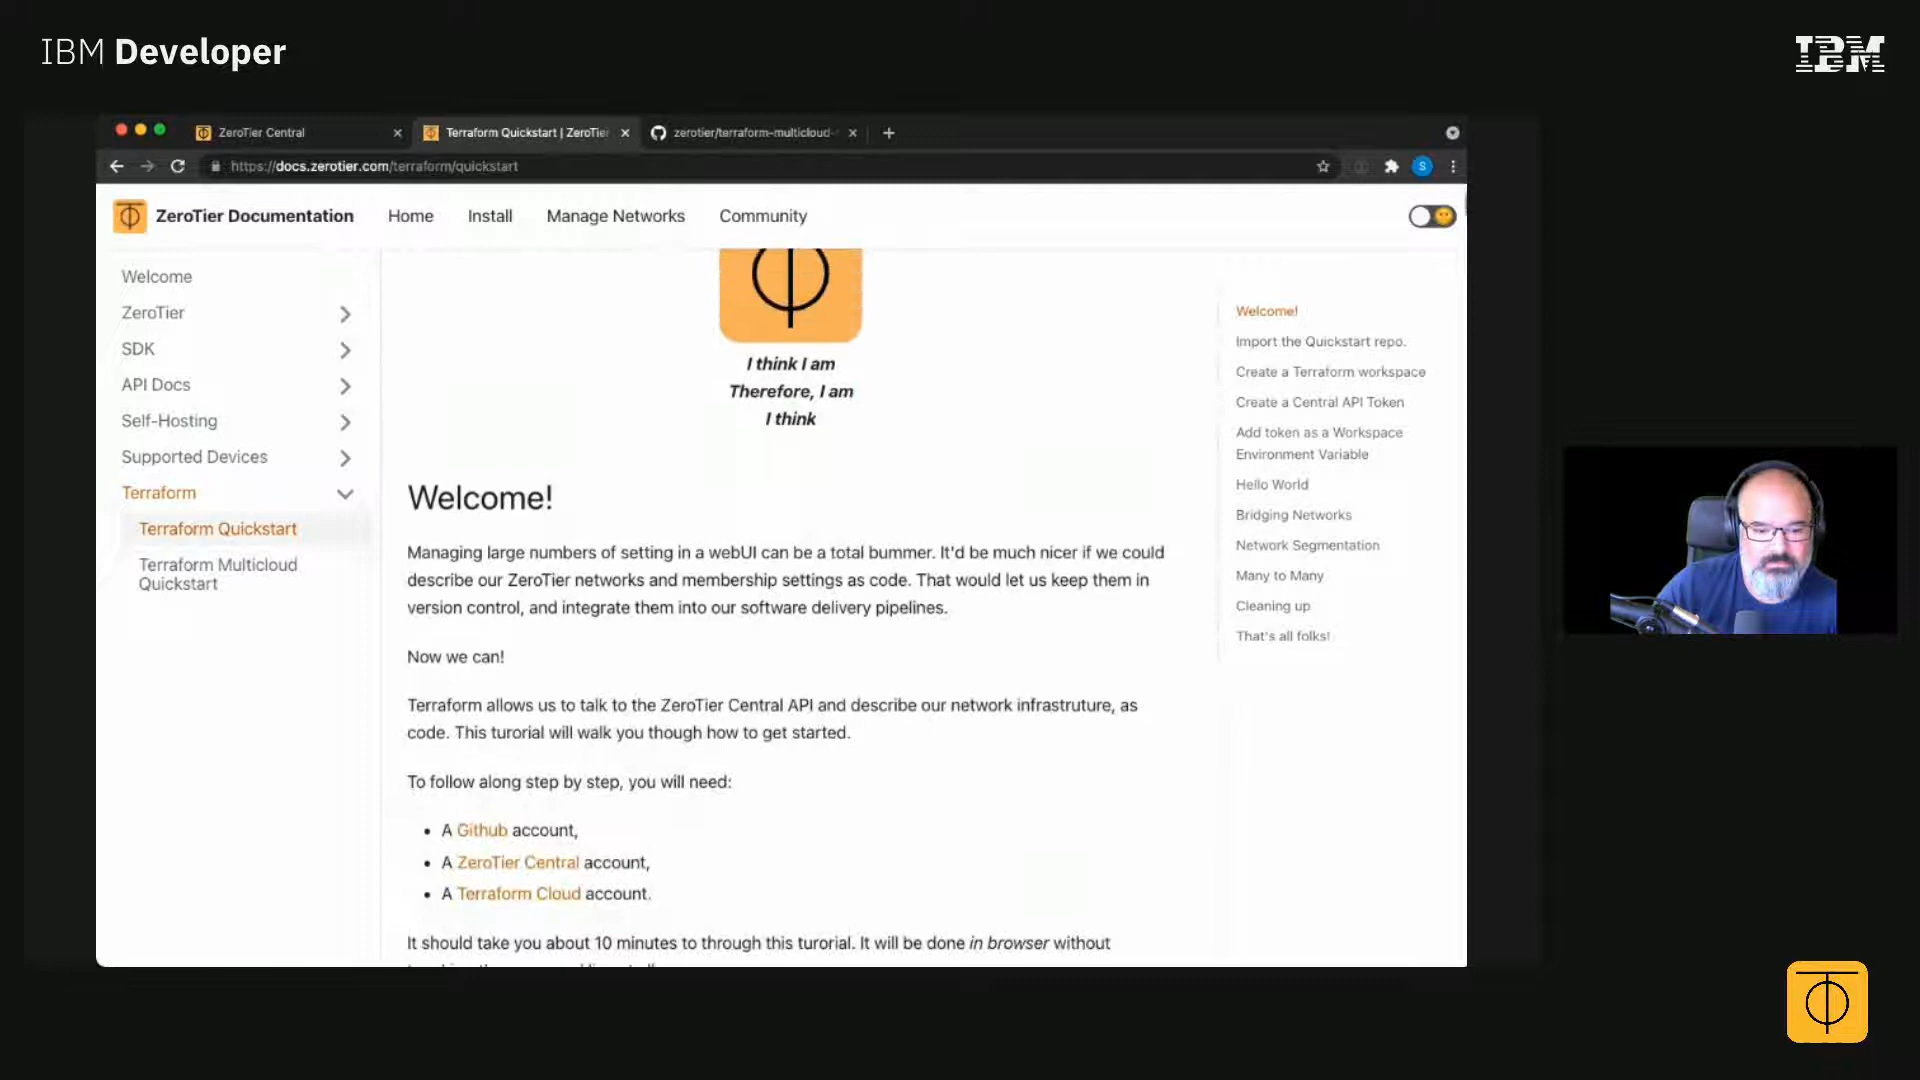 IBM Developer
IBM
ZeroTier Central
Terraform Quickstart | ZeroTier
zerotier/terraform-multicloud-
https://docs.zerotier.com/terraform/quickstart
S
ZeroTier Documentation
Home
Install
Manage Networks
Community
Welcome
ZeroTier
SDK
API Docs
Self-Hosting
Supported Devices
Terraform
Terraform Quickstart
Terraform Multicloud
Quickstart
I think I am
Therefore, I am
I think
Welcome!
Managing large numbers of setting in a webUI can be a total bummer. It'd be much nicer if we could
describe our ZeroTier networks and membership settings as code. That would let us keep them in
version control, and integrate them into our software delivery pipelines.
Now we can!
Terraform allows us to talk to the ZeroTier Central API and describe our network infrastruture, as
code. This turorial will walk you though how to get started.
To follow along step by step, you will need:
• A Github account,
• A ZeroTier Central account,
• A Terraform Cloud account.
It should take you about 10 minutes to through this turorial. It will be done in browser without
Welcome!
Import the Quickstart repo.
Create a Terraform workspace
Create a Central API Token
Add token as a Workspace
Environment Variable
Hello World
Bridging Networks
Network Segmentation
Many to Many
Cleaning up
That's all folks!